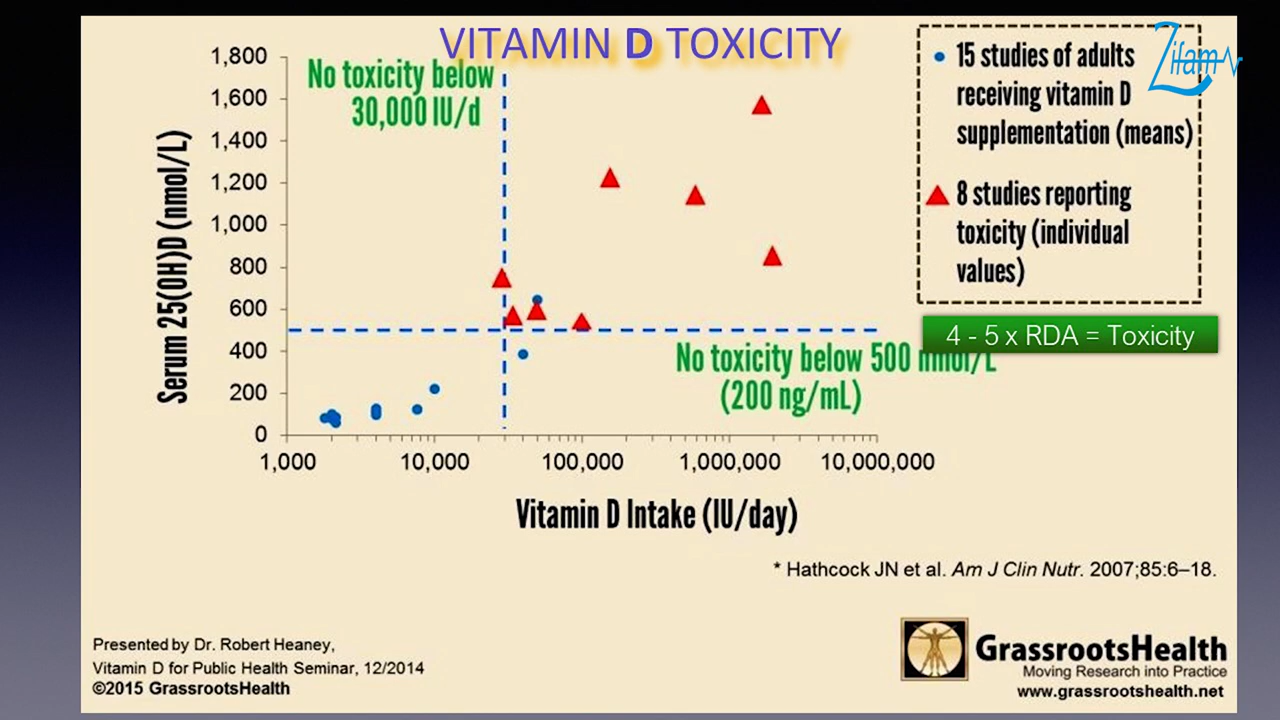 VITAMIN D TOXICITY
Zifam
1,800
1,600
1,400
1,200
1,000
800
600
400
200
0
Serum 25(OH)D (nmol/L)
No toxicity below
30,000 IU/d
15 studies of adults
receiving vitamin D
supplementation (means)
8 studies reporting
toxicity (individual
values)
4 - 5 x RDA = Toxicity
No toxicity below 500 nmol/L
(200 ng/mL)
1,000
10,000
100,000
1,000,000
10,000,000
Vitamin D Intake (IU/day)
* Hathcock JN et al. Am J Clin Nutr. 2007;85:6–18.
Presented by Dr. Robert Heaney,
Vitamin D for Public Health Seminar, 12/2014
©2015 GrassrootsHealth
GrassrootsHealth
Moving Research into Practice
www.grassrootshealth.net